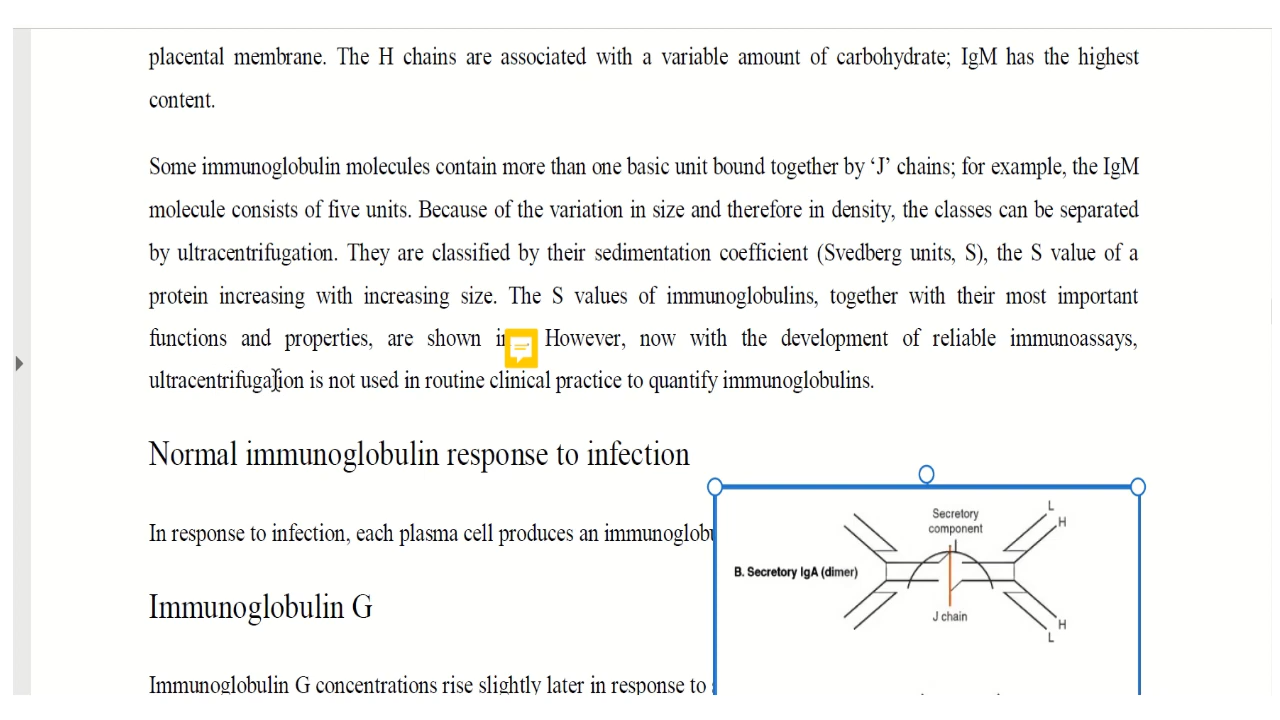 placental membrane. The H chains are associated with a variable amount of carbohydrate; IgM has the highest
content.
Some immunoglobulin molecules contain more than one basic unit bound together by ‘J’ chains; for example, the IgM
molecule consists of five units. Because of the variation in size and therefore in density, the classes can be separated
by ultracentrifugation. They are classified by their sedimentation coefficient (Svedberg units, S), the S value of a
protein increasing with increasing size. The S values of immunoglobulins, together with their most important
functions and properties, are shown However, now with the development of reliable immunoassays,
ultracentrifugation is not used in routine clinical practice to quantify immunoglobulins.
Normal immunoglobulin response to infection
In response to infection, each plasma cell produces an
Immunoglobulin G
Immunoglobulin G concentrations rise slightly later in response to
Secretory
component
L
H
B. Secretory IgA (dimer)
J chain
H
L